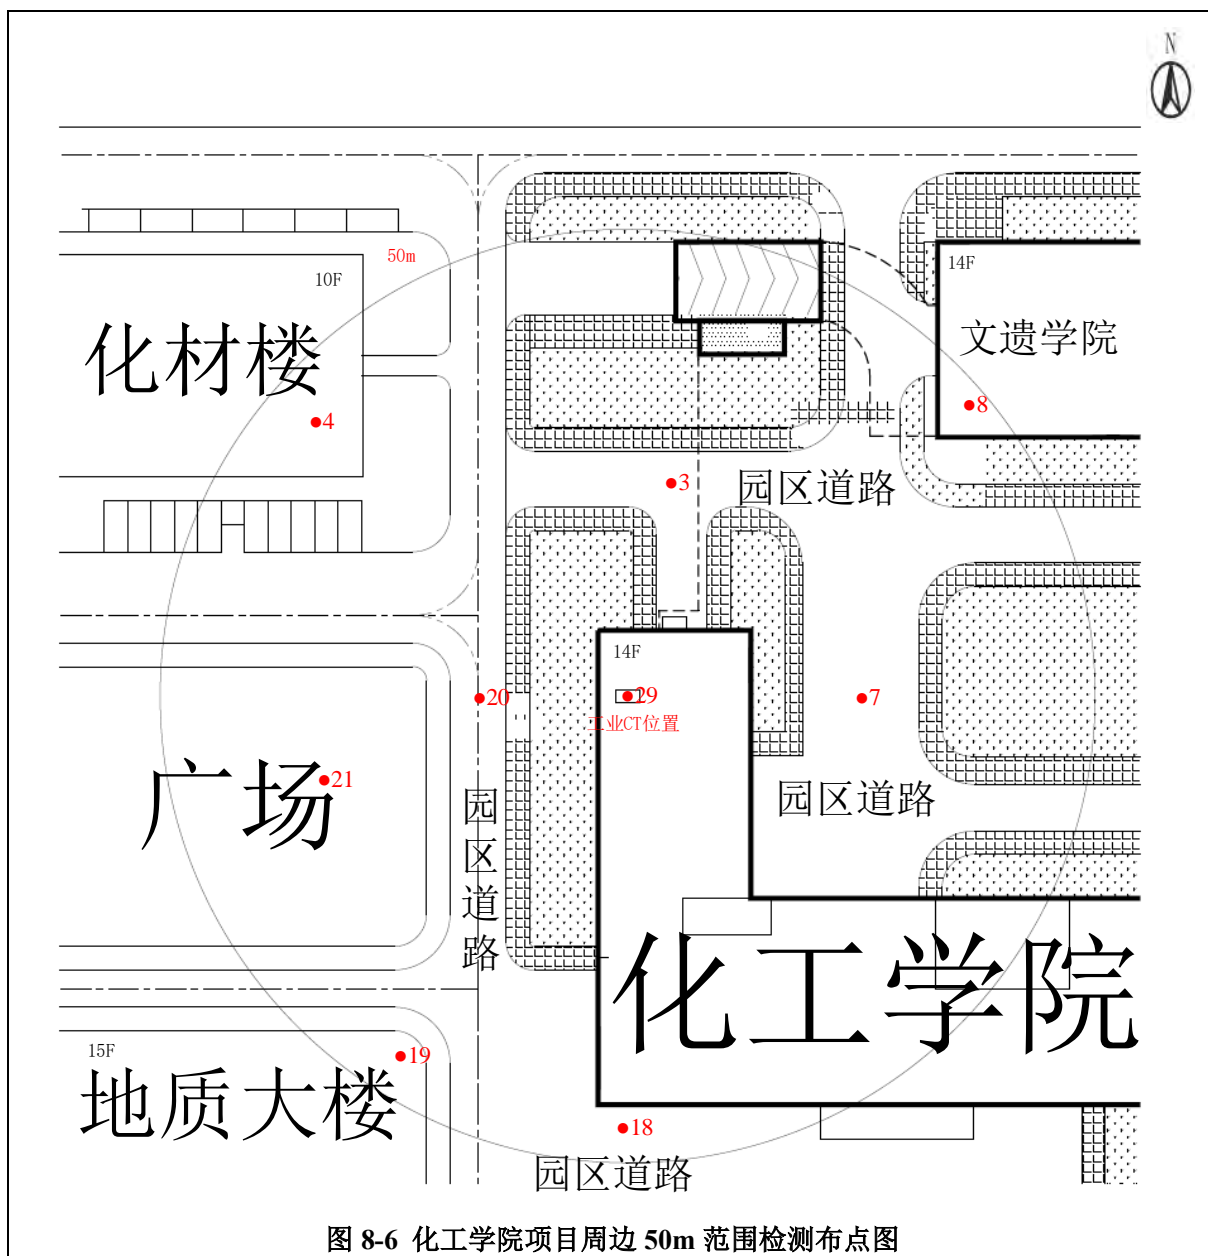 N
50m
10F
14F
化材楼
文遗学院
4
8
3
园区道路
14F
20
29
7
工业CT位置
广场
21
园区道路
园区道路
化工学院
15F
19
地质大楼
18
园区道路
图 8-6 化工学院项目周边 50m 范围检测布点图